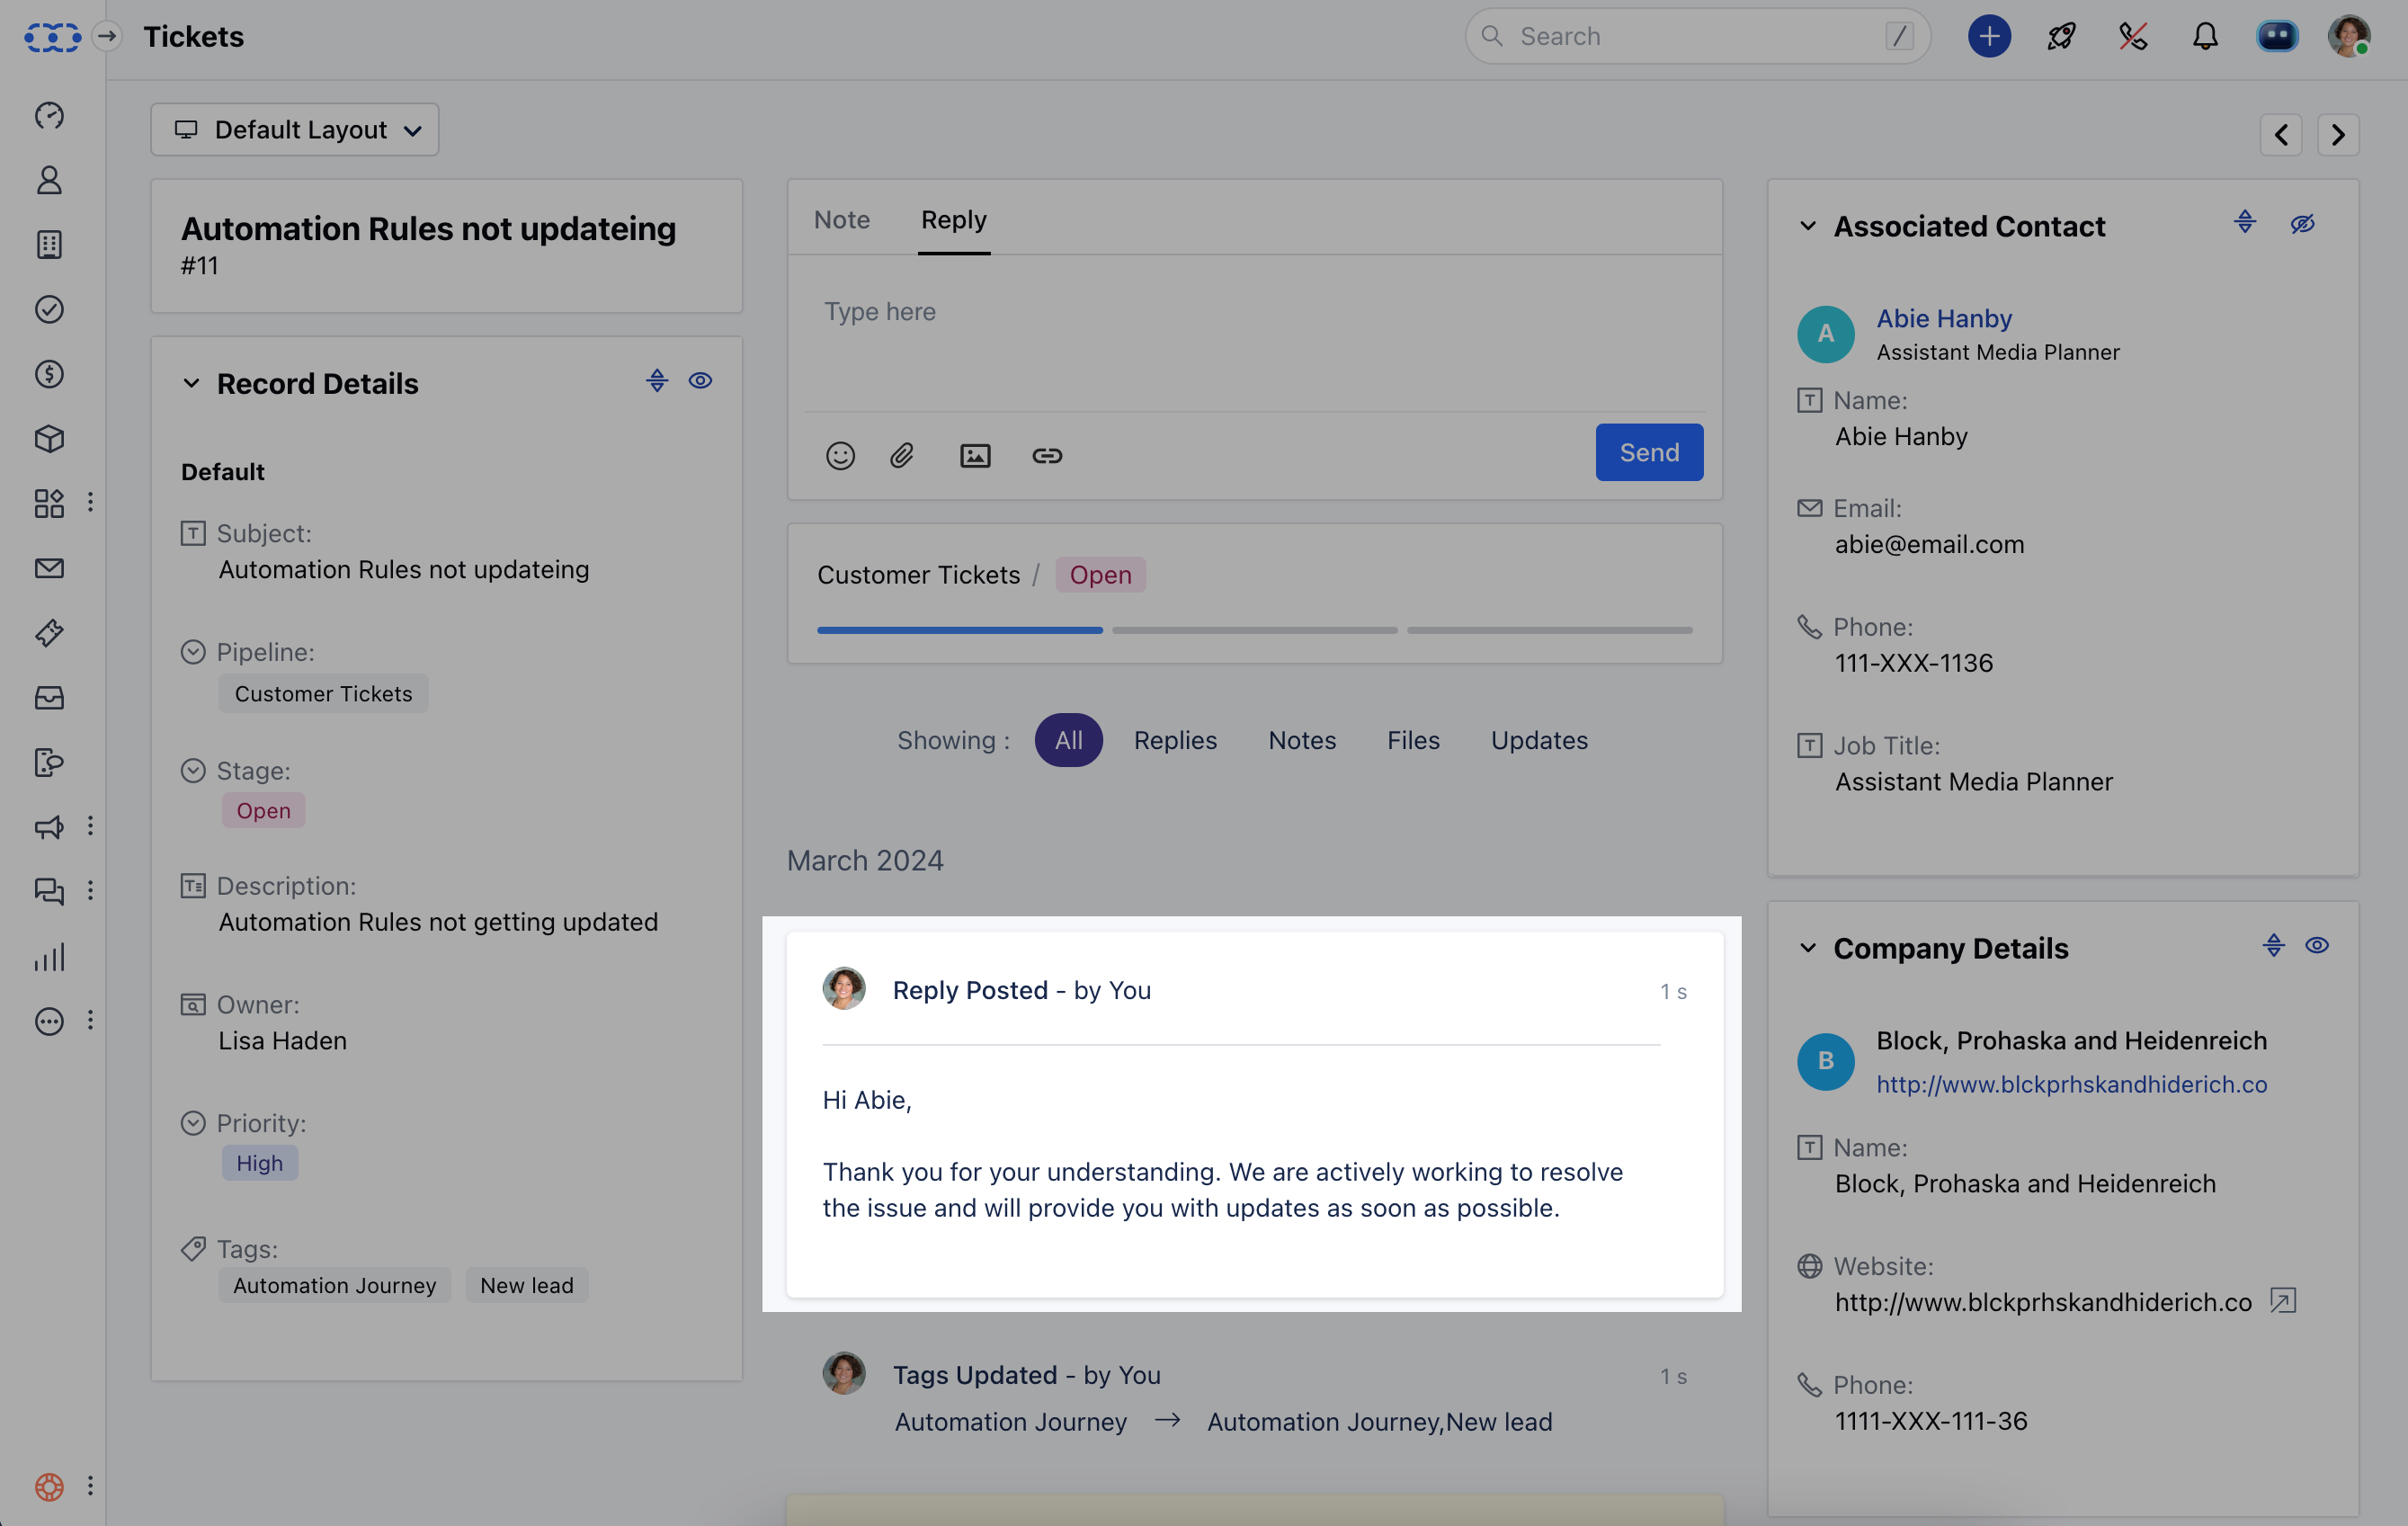 Tickets
Search
/
Default Layout
Automation Rules not updateing
#11
Record Details
Default
Subject:
Automation Rules not updateing
Pipeline:
Customer Tickets
Stage:
Open
Description:
Automation Rules not getting updated
Owner:
Lisa Haden
Priority:
High
Tags:
Automation Journey New lead
Note Reply
Type here
Send
Customer Tickets / Open
Showing : All Replies Notes Files Updates
March 2024
Reply Posted - by You 1 s
Hi Abie,
Thank you for your understanding. We are actively working to resolve
the issue and will provide you with updates as soon as possible.
Tags Updated - by You 1 s
Automation Journey → Automation Journey,New lead
Associated Contact
A
Abie Hanby
Assistant Media Planner
Name:
Abie Hanby
Email:
abie@email.com
Phone:
111-XXX-1136
Job Title:
Assistant Media Planner
Company Details
B
Block, Prohaska and Heidenreich
http://www.blckprhskandhiderich.co
Name:
Block, Prohaska and Heidenreich
Website:
http://www.blckprhskandhiderich.co
Phone:
1111-XXX-111-36